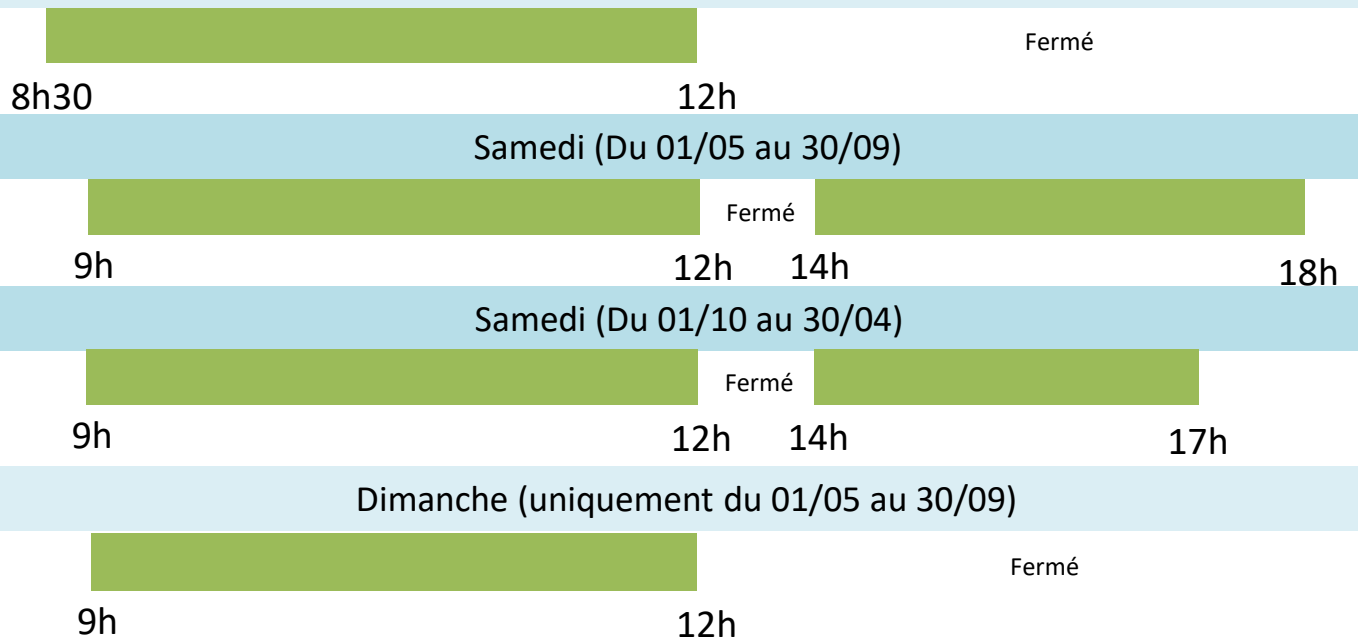 Fermé
8h30 12h
Samedi (Du 01/05 au 30/09)
Fermé
9h 12h 14h 18h
Samedi (Du 01/10 au 30/04)
Fermé
9h 12h 14h 17h
Dimanche (uniquement du 01/05 au 30/09)
Fermé
9h 12h